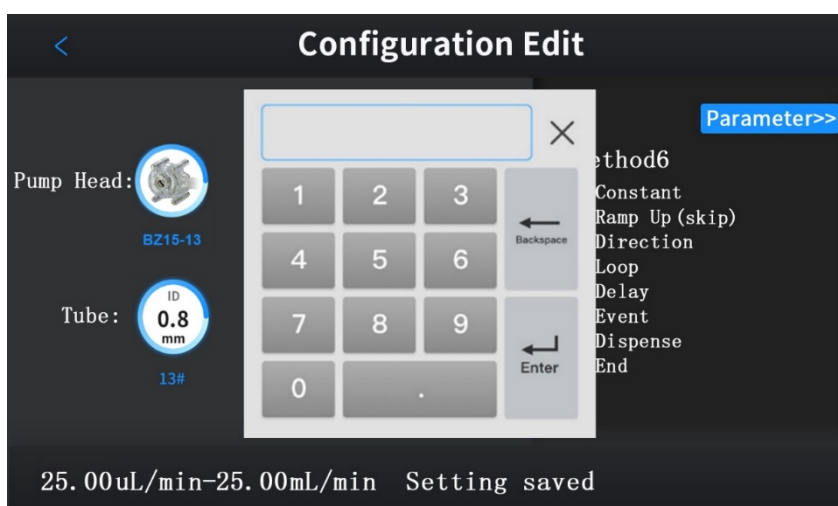 <
Configuration Edit
Parameter>>
Pump Head:
BZ15-13
Tube:
ID
0.8
mm
13#
1 2 3
Backspace
4 5 6
7 8 9
Enter
0 .
ethod6
Constant
Ramp Up(skip)
Direction
Loop
Delay
Event
Dispense
End
25.00uL/min-25.00mL/min Setting saved